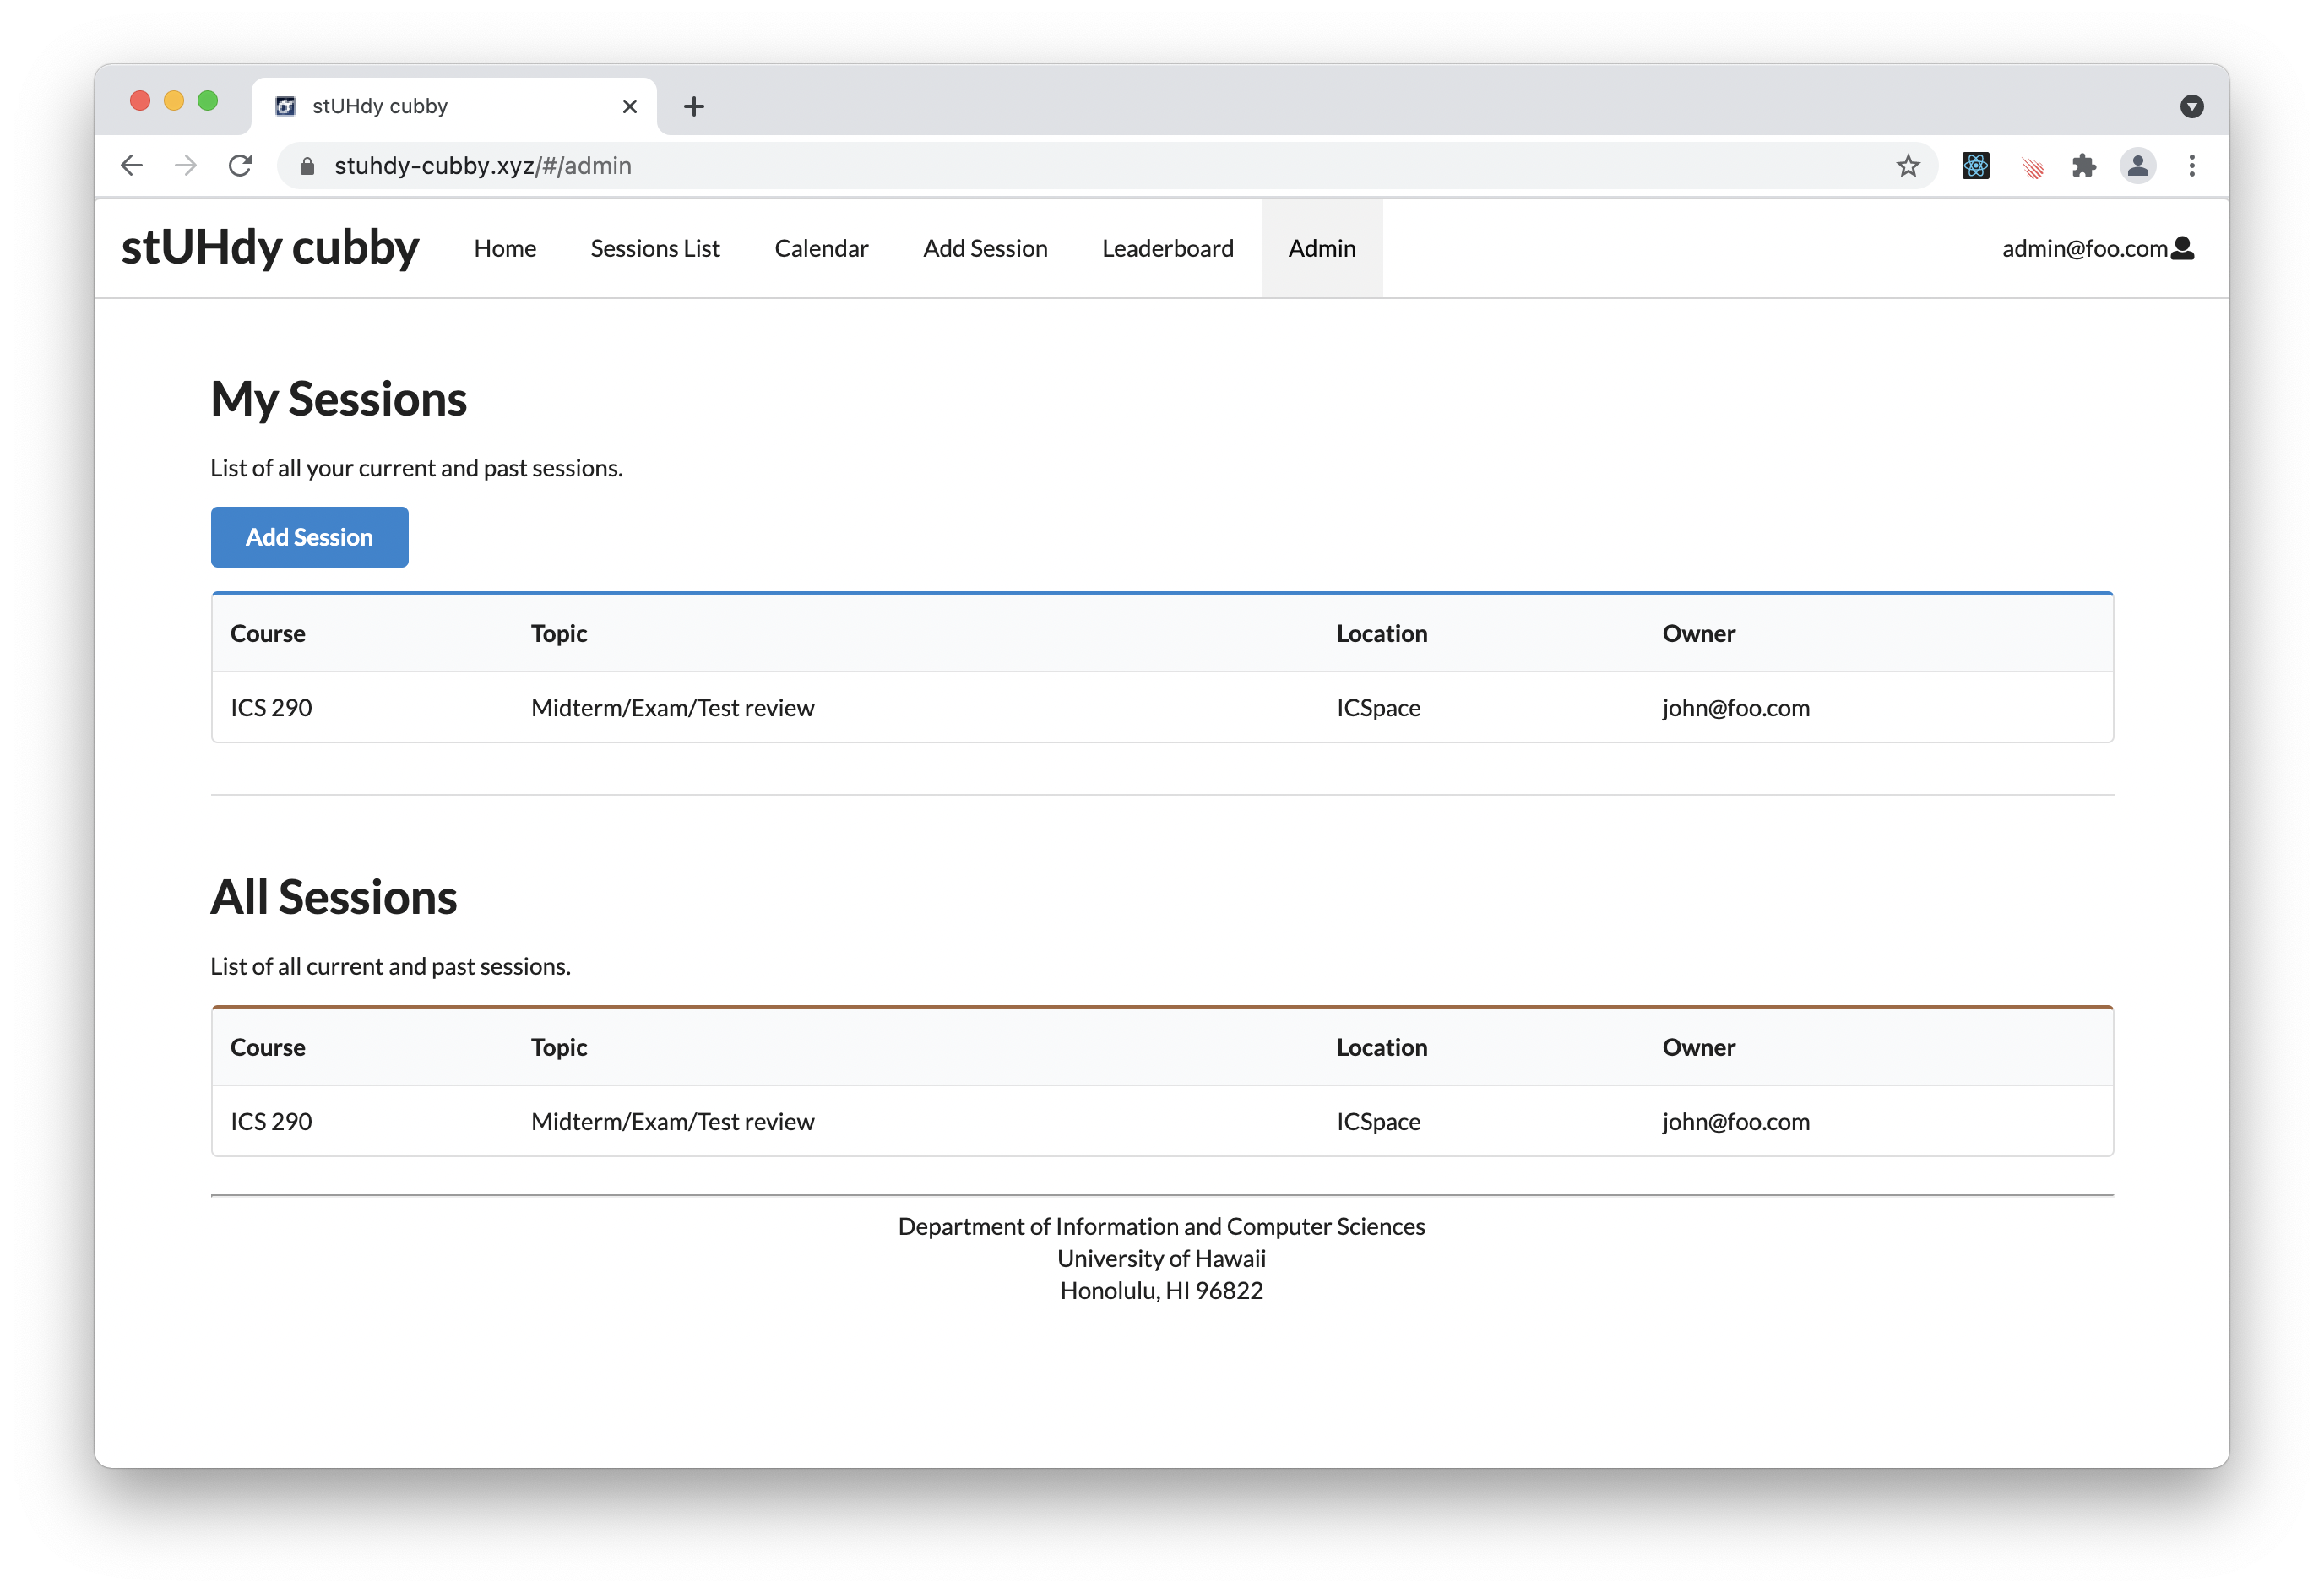 stUHdy cubby
stuhdy-cubby.xyz/#/admin
stUHdy cubby Home Sessions List Calendar Add Session Leaderboard Admin admin@foo.com
My Sessions
List of all your current and past sessions.
Add Session
Course Topic Location Owner
ICS 290 Midterm/Exam/Test review ICSpace john@foo.com
All Sessions
List of all current and past sessions.
Course Topic Location Owner
ICS 290 Midterm/Exam/Test review ICSpace john@foo.com
Department of Information and Computer Sciences
University of Hawaii
Honolulu, HI 96822